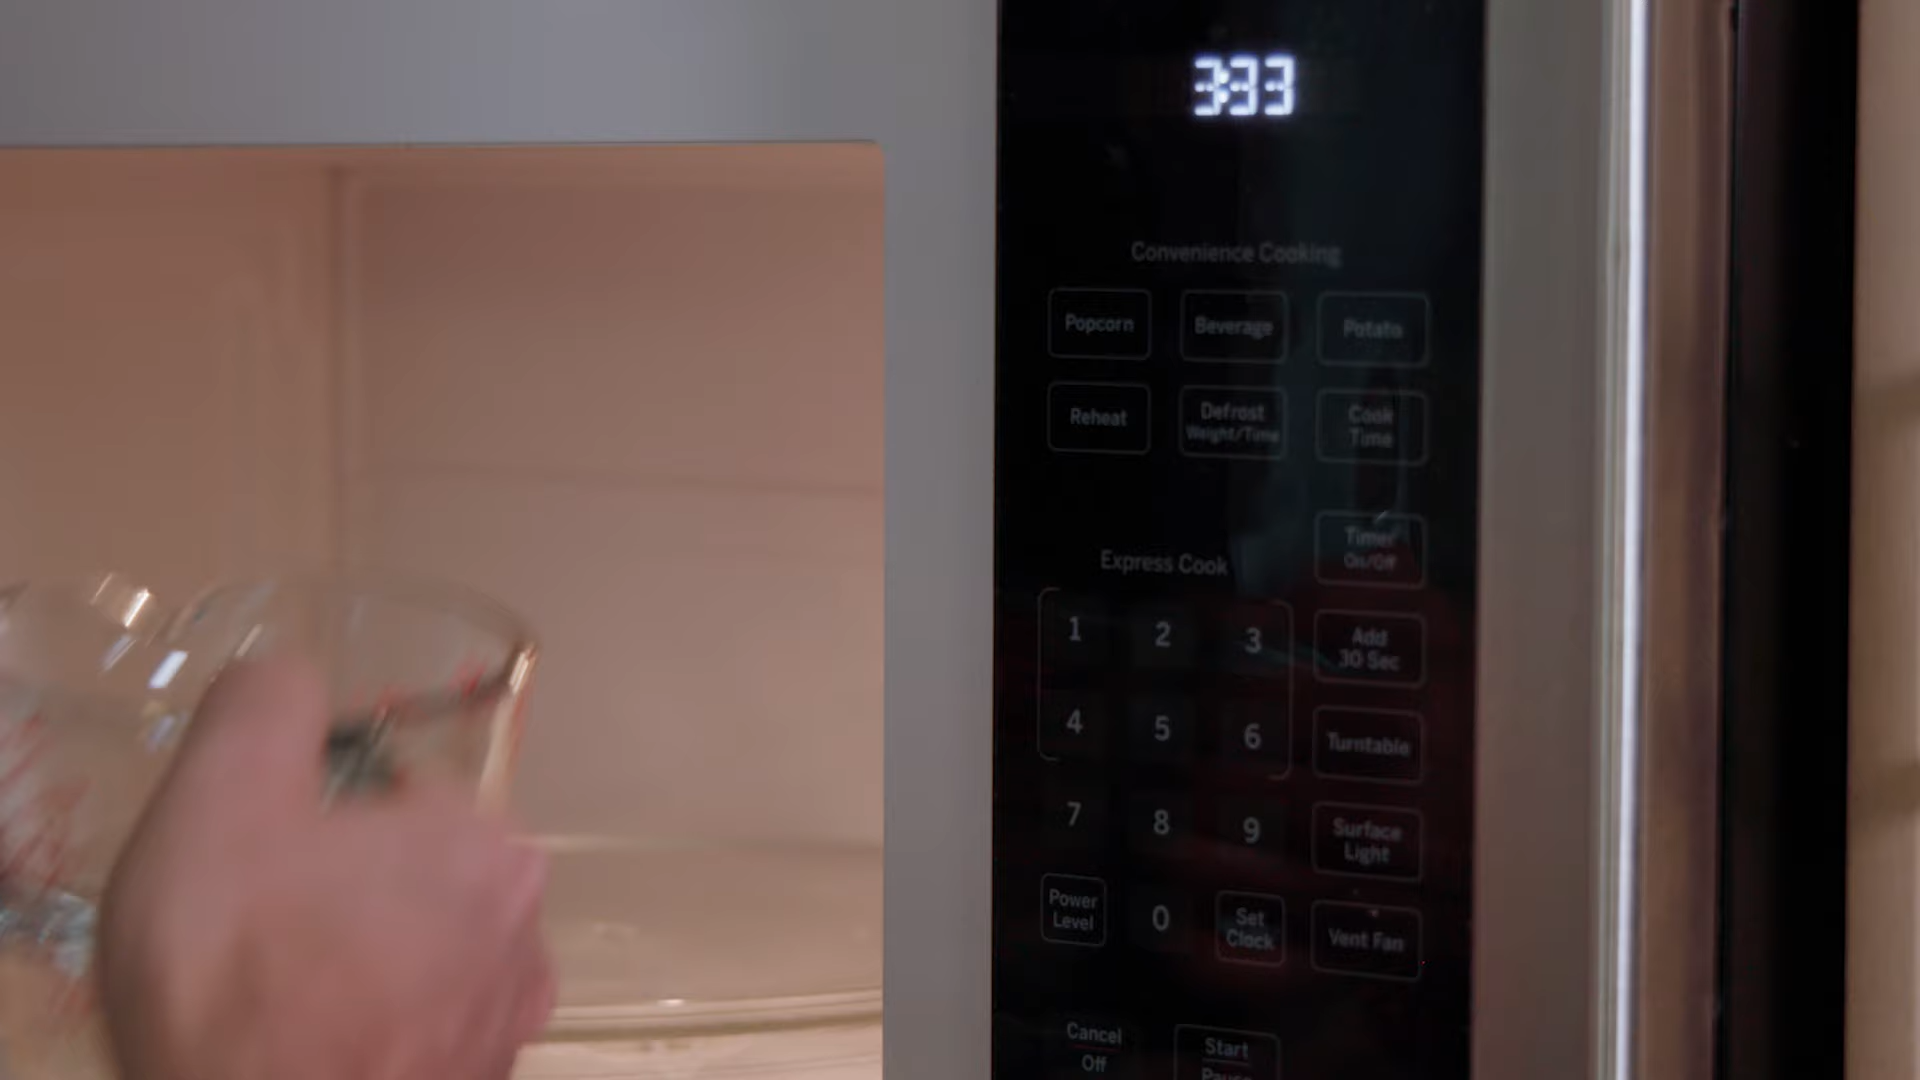 3:33
Convenience Cooking
Popcorn
Beverage
Potato
Reheat
Defrost
Weight/Time
Cook
Time
Timer
On/Off
Express Cook
1
2
3
Add
30 Sec
4
5
6
Turntable
7
8
9
Surface
Light
Power
Level
0
Set
Clock
Vent Fan
Cancel
Off
Start
Pause